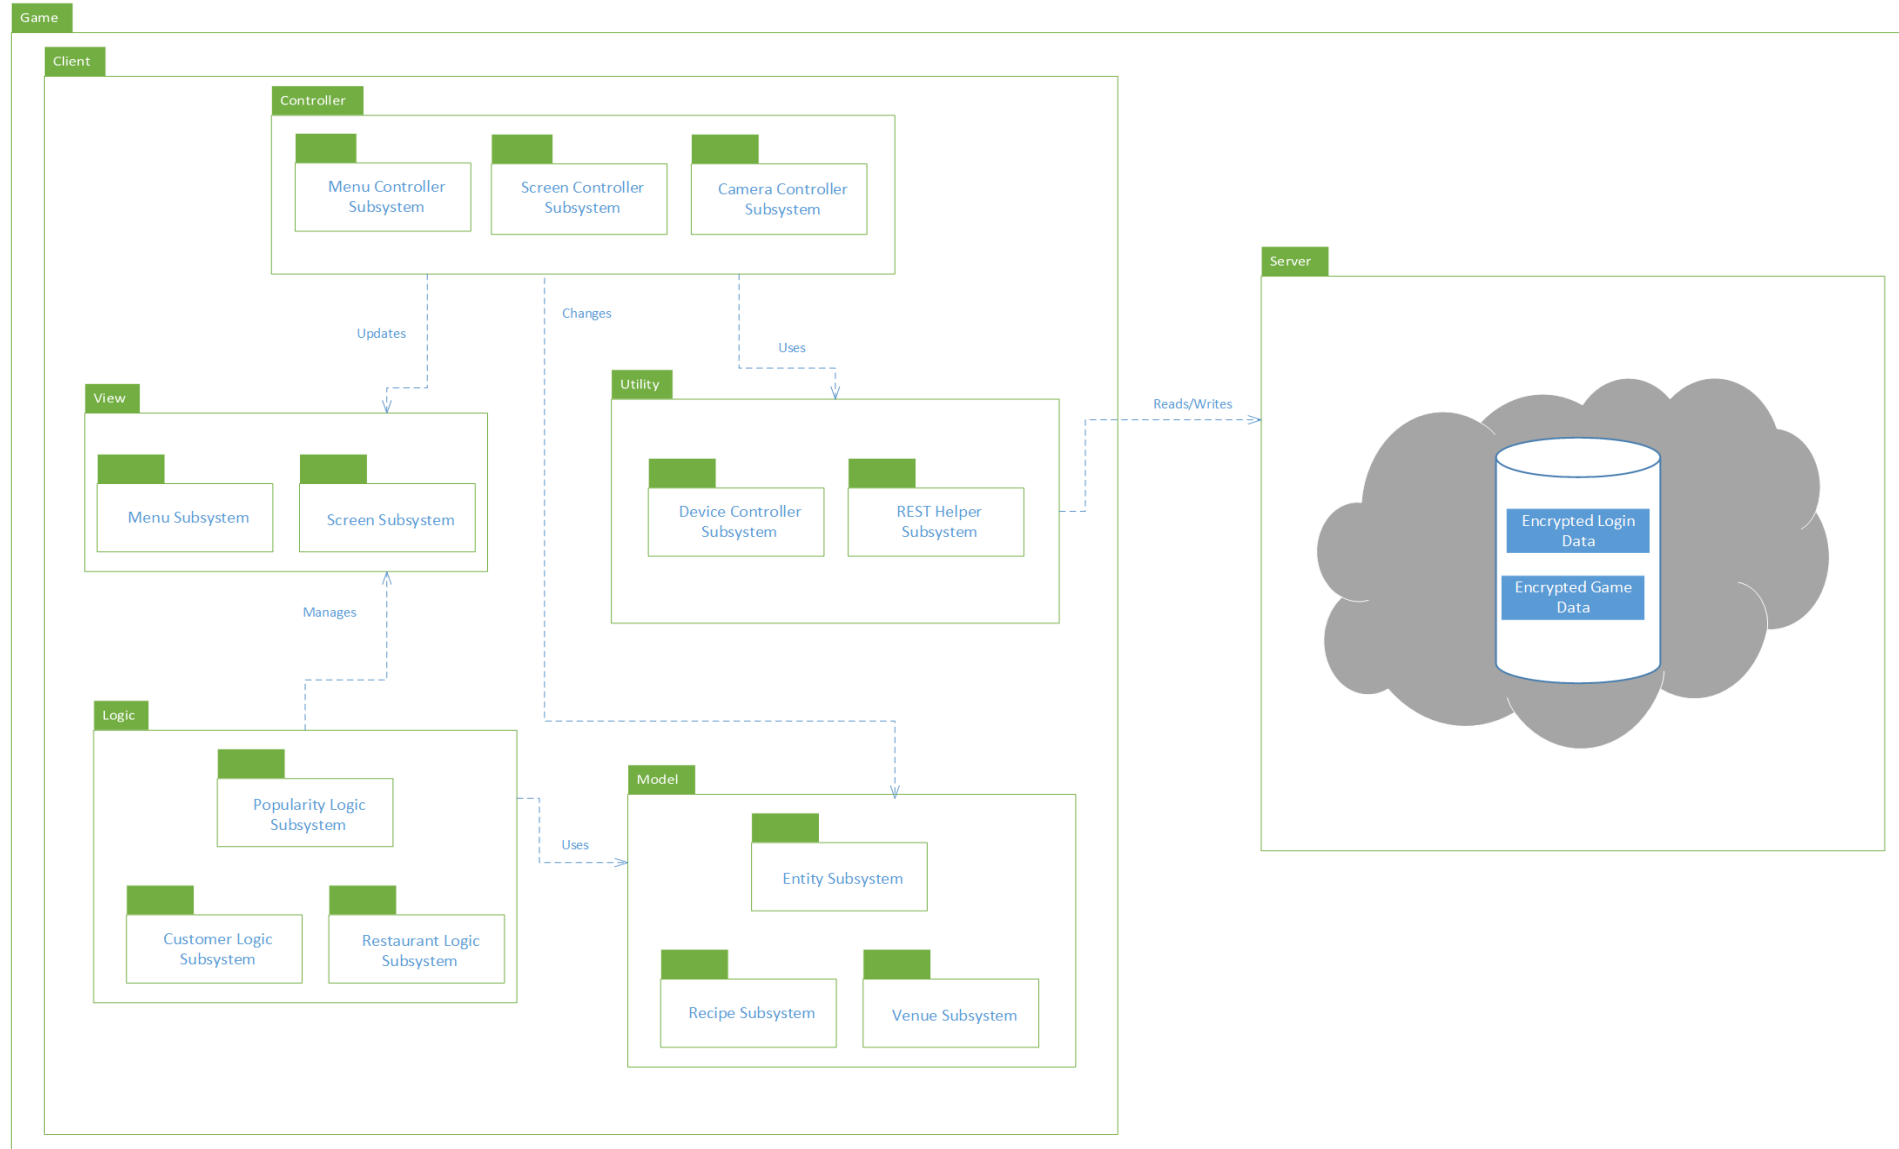 Game
Client
Controller
Menu Controller
Subsystem
Screen Controller
Subsystem
Camera Controller
Subsystem
Updates
Changes
Uses
Server
View
Menu Subsystem
Screen Subsystem
Utility
Device Controller
Subsystem
REST Helper
Subsystem
Reads/Writes
Encrypted Login
Data
Encrypted Game
Data
Manages
Logic
Popularity Logic
Subsystem
Customer Logic
Subsystem
Restaurant Logic
Subsystem
Uses
Model
Entity Subsystem
Recipe Subsystem
Venue Subsystem